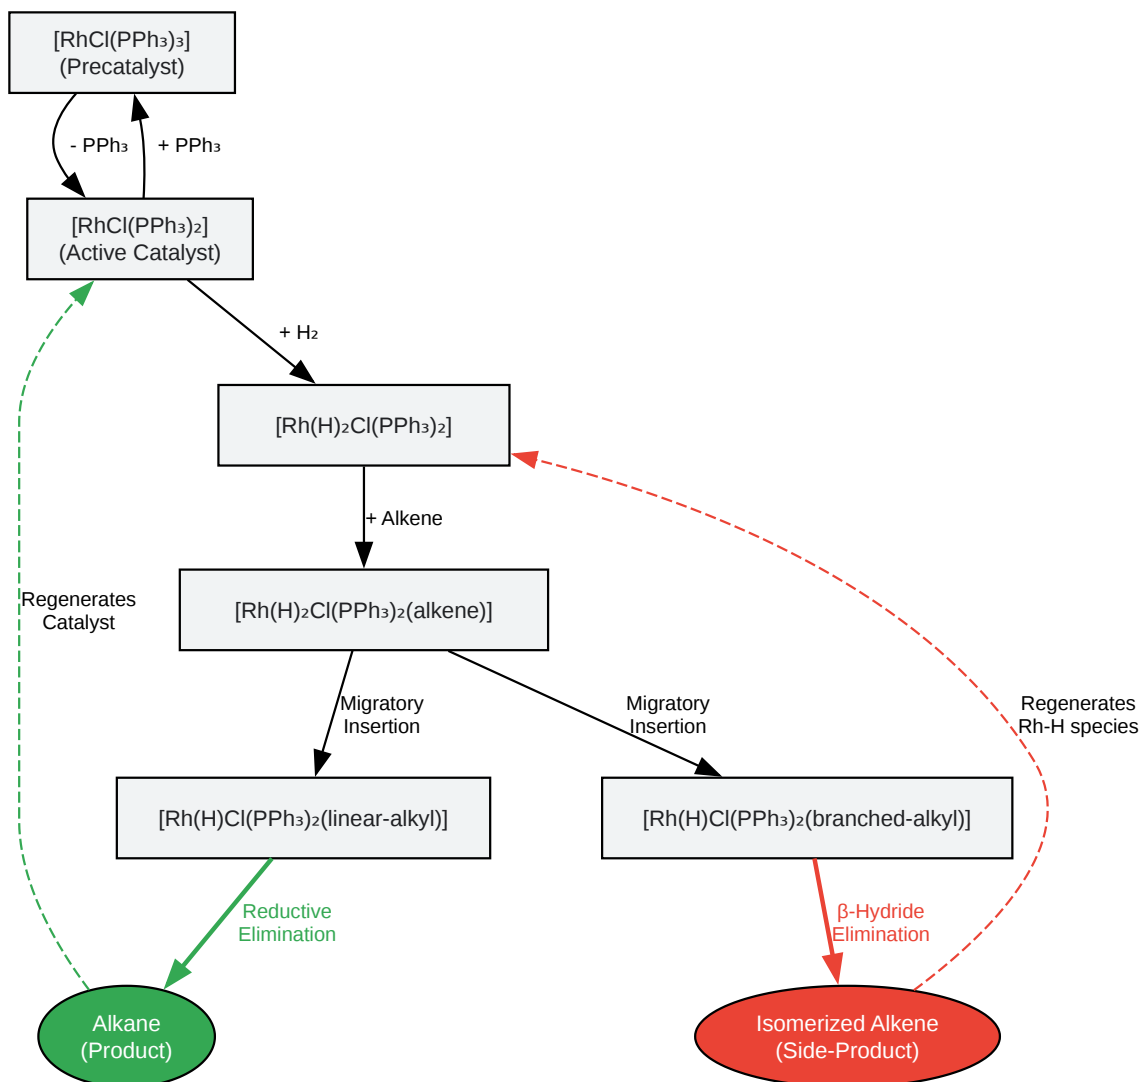 [RhCl(PPh₃)₃]
(Precatalyst)
- PPh₃
+ PPh₃
[RhCl(PPh₃)₂]
(Active Catalyst)
+ H₂
[Rh(H)₂Cl(PPh₃)₂]
+ Alkene
[Rh(H)₂Cl(PPh₃)₂(alkene)]
Regenerates
Catalyst
Migratory
Insertion
Migratory
Insertion
Regenerates
Rh-H species
[Rh(H)Cl(PPh₃)₂(linear-alkyl)]
[Rh(H)Cl(PPh₃)₂(branched-alkyl)]
Reductive
Elimination
β-Hydride
Elimination
Alkane
(Product)
Isomerized Alkene
(Side-Product)